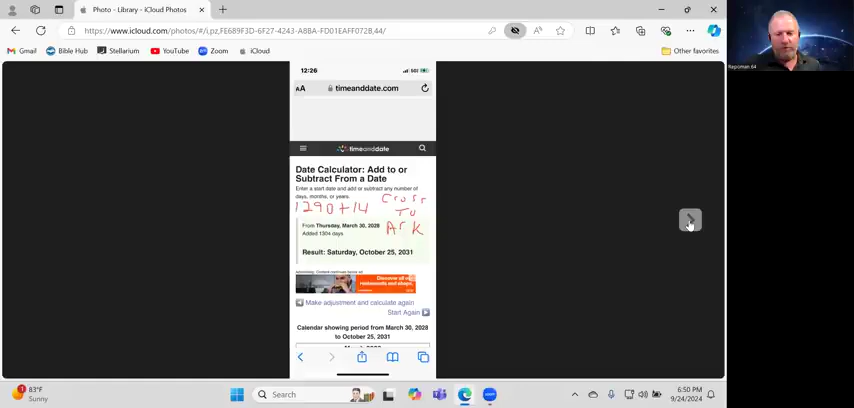 Photo - Library - iCloud Photos
https://www.icloud.com/photos/#/i,pz,FE689F3D-6F27-4243-A8BA-FD01EAFF072B,44/
Gmail
Bible Hub
Stellarium
YouTube
Zoom
iCloud
Other favorites
Repoman 64
12:26
AA
timeanddate.com
timeanddate
Date Calculator: Add to or
Subtract From a Date
Enter a start date and add or subtract any number of
days, months, or years.
1290+14
Cross
To
Ark
From Thursday, March 30, 2028
Added 1304 days
Result: Saturday, October 25, 2031
Make adjustment and calculate again
Start Again
Calendar showing period from March 30, 2028
to October 25, 2031
83°F
Sunny
Search
6:50 PM
9/24/2024